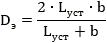 Dэ = 2 · Lуст · b / Lуст + b